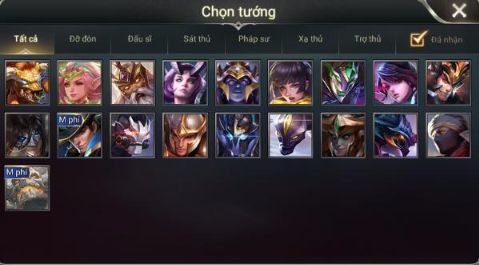 Chọn tướng
Tất cả Đỡ đòn Đấu sĩ Sát thủ Pháp sư Xạ thủ Trợ thủ Đã nhận
M phí
M phí